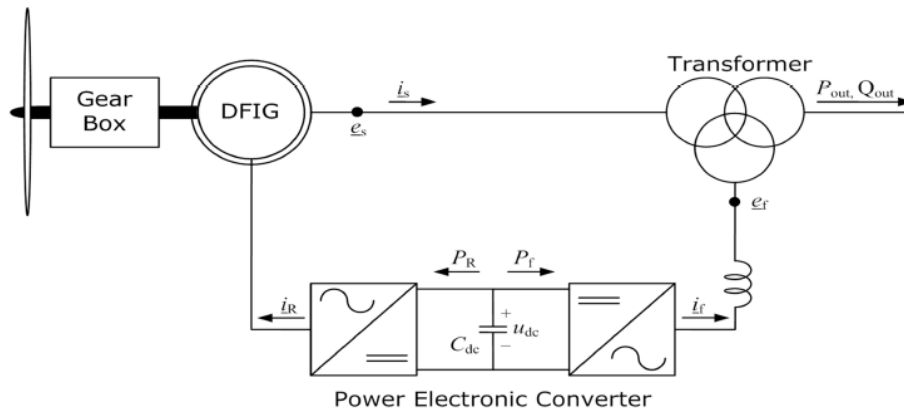 Transformer
i_s
P_out, Q_out
Gear
Box
DFIG
e_s
e_f
P_R
P_f
i_R
C_dc
+
u_dc
–
i_f
Power Electronic Converter